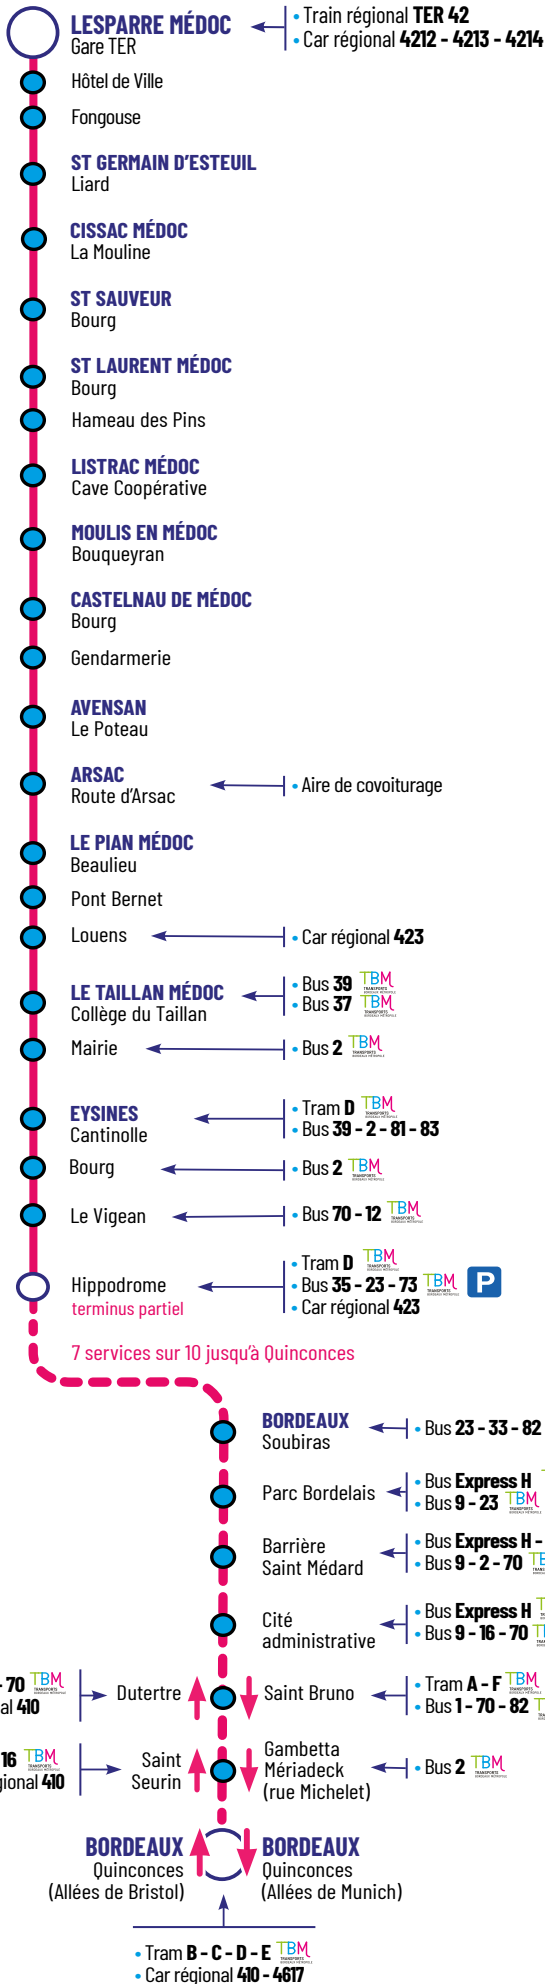 LESPARRE MÉDOC
Gare TER
• Train régional TER 42
• Car régional 4212 - 4213 - 4214
Hôtel de Ville
Fongouse
ST GERMAIN D'ESTEUIL
Liard
CISSAC MÉDOC
La Mouline
ST SAUVEUR
Bourg
ST LAURENT MÉDOC
Bourg
Hameau des Pins
LISTRAC MÉDOC
Cave Coopérative
MOULIS EN MÉDOC
Bouqueyran
CASTELNAU DE MÉDOC
Bourg
Gendarmerie
AVENSAN
Le Poteau
ARSAC
Route d'Arsac
• Aire de covoiturage
LE PIAN MÉDOC
Beaulieu
Pont Bernet
Louens
• Car régional 423
LE TAILLAN MÉDOC
Collège du Taillan
• Bus 39 TBM
• Bus 37 TBM
Mairie
• Bus 2 TBM
EYSINES
Cantinolle
• Tram D TBM
• Bus 39 - 2 - 81 - 83
Bourg
• Bus 2 TBM
Le Vigean
• Bus 70 - 12 TBM
Hippodrome
terminus partiel
• Tram D TBM
• Bus 35 - 23 - 73 TBM P
• Car régional 423
7 services sur 10 jusqu'à Quinconces
BORDEAUX
Soubiras
• Bus 23 - 33 - 82
Parc Bordelais
• Bus Express H
• Bus 9 - 23 TBM
Barrière
Saint Médard
• Bus Express H -
• Bus 9 - 2 - 70
Cité
administrative
• Bus Express H
• Bus 9 - 16 - 70
- 70 TBM
al 410
Dutertre
Saint Bruno
• Tram A - F TBM
• Bus 1 - 70 - 82
16 TBM
gional 410
Saint
Seurin
Gambetta
Mériadeck
(rue Michelet)
• Bus 2 TBM
BORDEAUX
Quinconces
(Allées de Bristol)
BORDEAUX
Quinconces
(Allées de Munich)
• Tram B - C - D - E TBM
• Car régional 410 - 4617